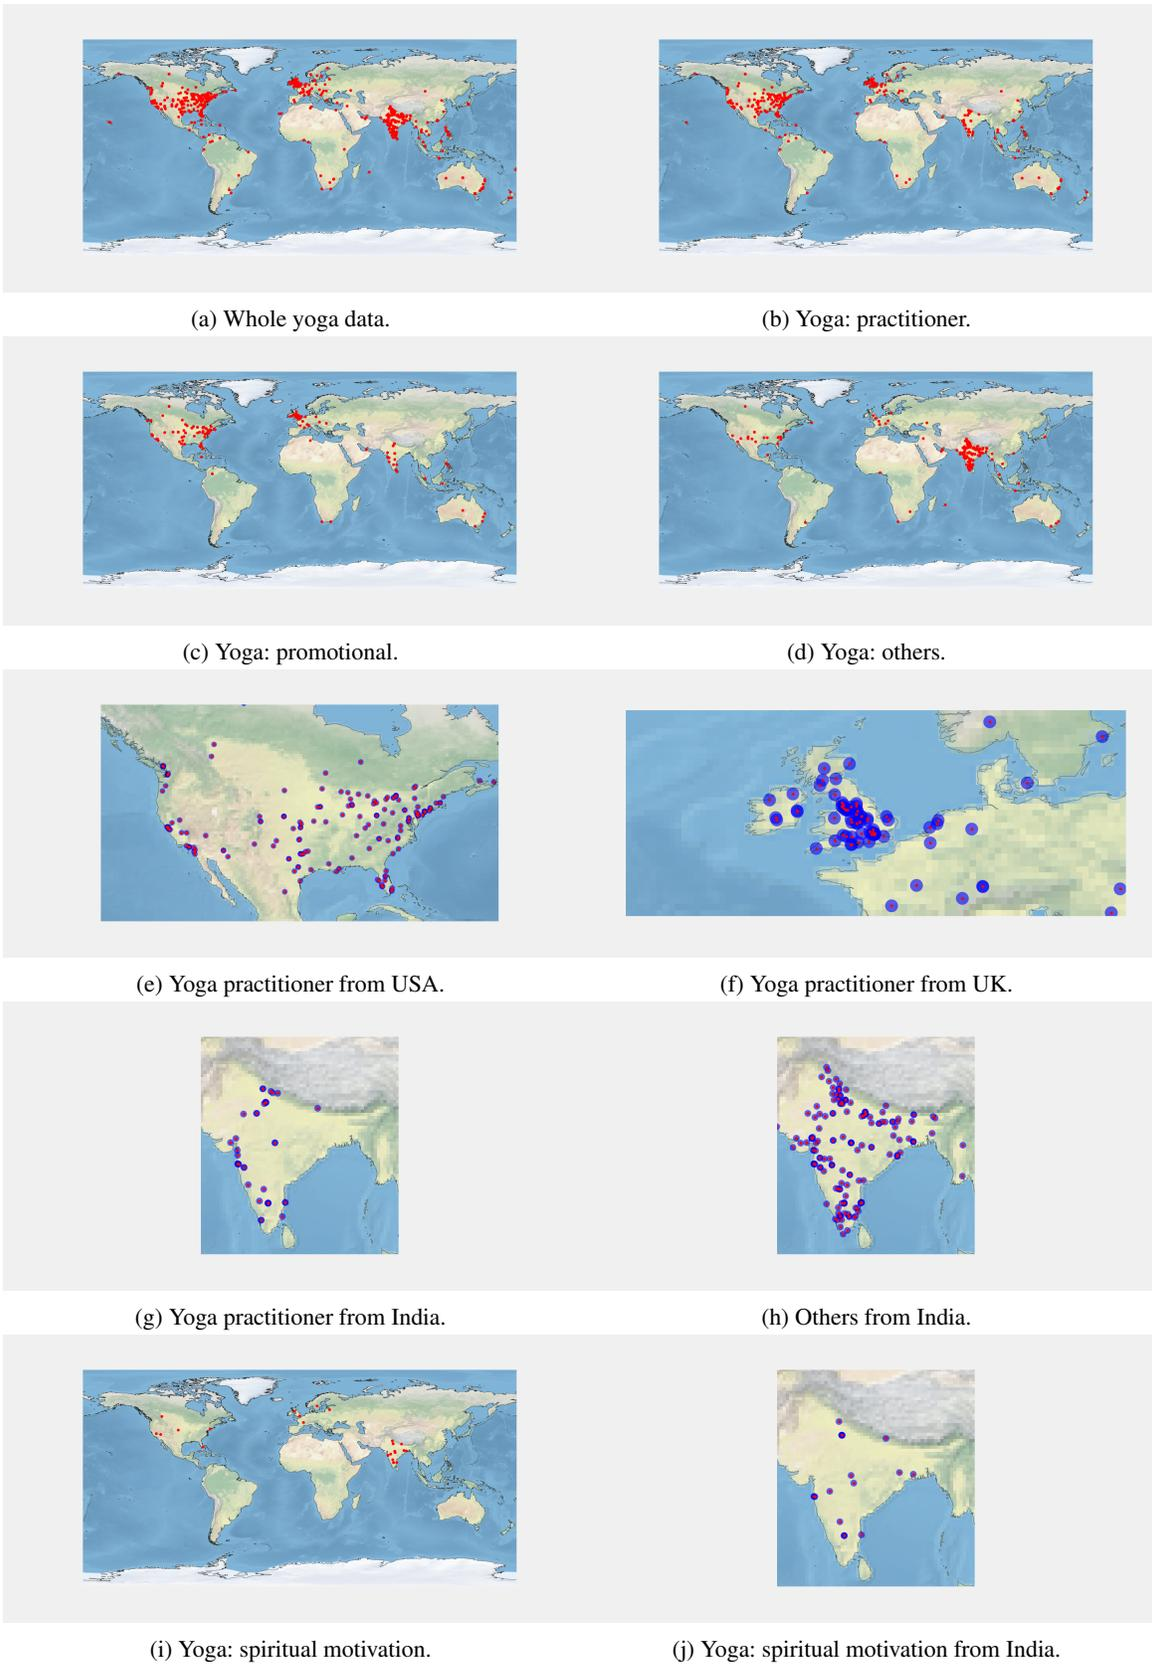 (a) Whole yoga data.
(b) Yoga: practitioner.
(c) Yoga: promotional.
(d) Yoga: others.
(e) Yoga practitioner from USA.
(f) Yoga practitioner from UK.
(g) Yoga practitioner from India.
(h) Others from India.
(i) Yoga: spiritual motivation.
(j) Yoga: spiritual motivation from India.